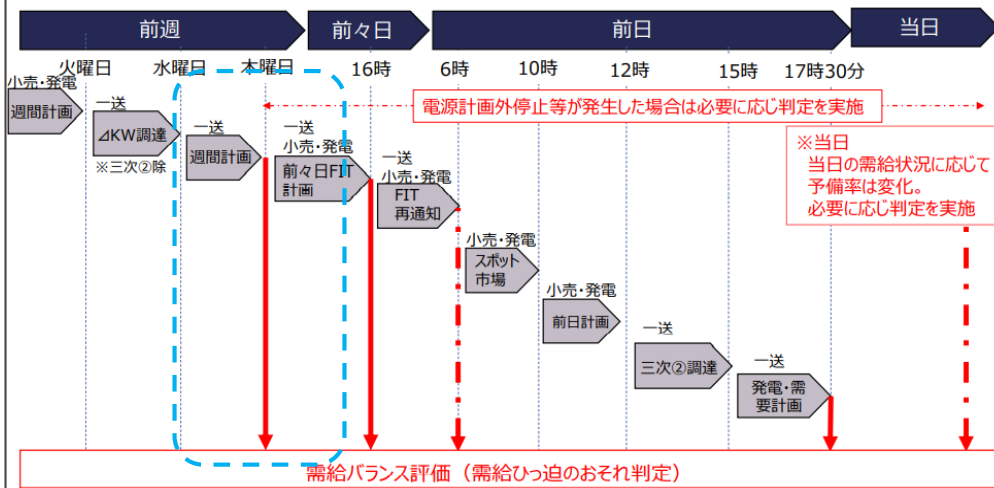 前週
前々日
前日
当日
火曜日
水曜日
木曜日
16時
6時
10時
12時
15時
17時30分
小売・発電
週間計画
一送
⊿KW調達
※三次②除
一送
週間計画
一送
小売・発電
前々日FIT
計画
一送
小売・発電
FIT
再通知
小売・発電
スポット
市場
小売・発電
前日計画
一送
三次②調達
一送
発電・需
要計画
電源計画外停止等が発生した場合は必要に応じ判定を実施
※当日
当日の需給状況に応じて
予備率は変化。
必要に応じ判定を実施
需給バランス評価（需給ひっ迫のおそれ判定）